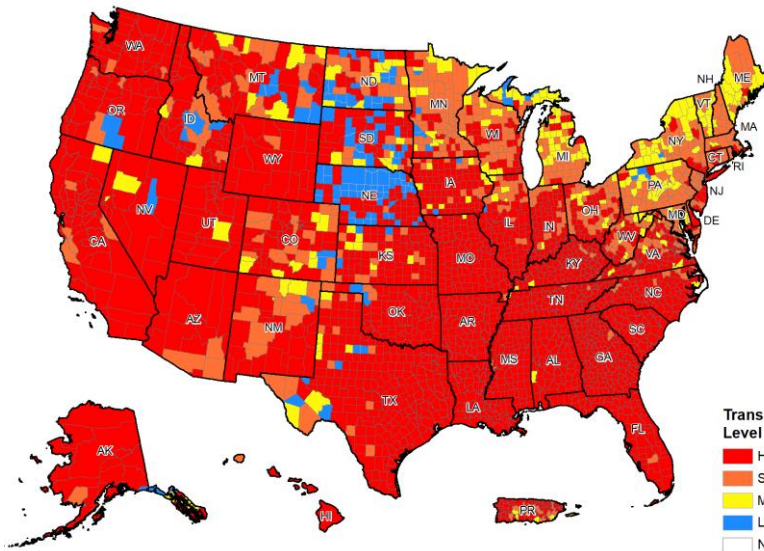 WA
MT
ND
MN
OR
ID
SD
WI
WY
NE
IA
MI
NV
UT
CO
KS
CA
AZ
NM
OK
TX
MO
AR
LA
IL
IN
OH
KY
TN
MS
AL
GA
FL
SC
NC
VA
WV
PA
NY
VT
NH
ME
MA
CT
RI
NJ
MD
DE
AK
HI
PR
Trans
Level
H
S
M
L
N